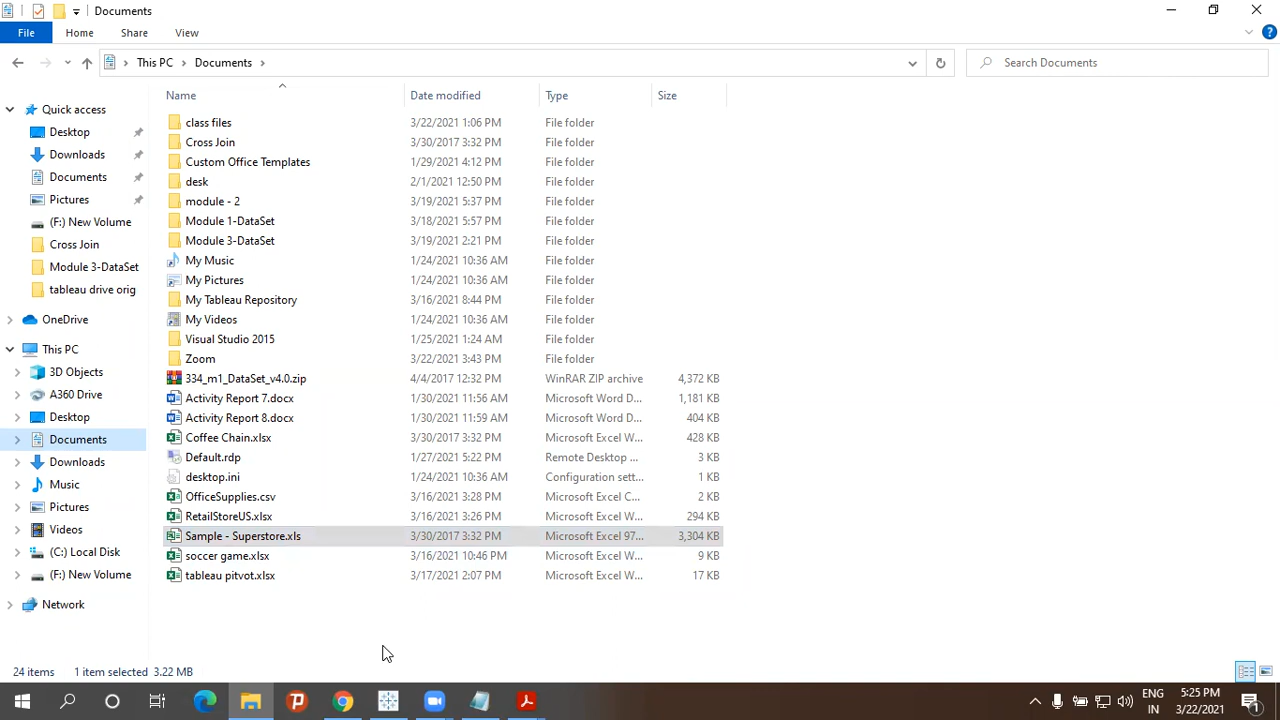 Documents
File Home Share View
This PC Documents Search Documents
Name Date modified Type Size
Quick access
Desktop
Downloads
Documents
Pictures
(F:) New Volume
Cross Join
Module 3-DataSet
tableau drive orig
OneDrive
This PC
3D Objects
A360 Drive
Desktop
Documents
Downloads
Music
Pictures
Videos
(C:) Local Disk
(F:) New Volume
Network
class files 3/22/2021 1:06 PM File folder
Cross Join 3/30/2017 3:32 PM File folder
Custom Office Templates 1/29/2021 4:12 PM File folder
desk 2/1/2021 12:50 PM File folder
module - 2 3/19/2021 5:37 PM File folder
Module 1-DataSet 3/18/2021 5:57 PM File folder
Module 3-DataSet 3/19/2021 2:21 PM File folder
My Music 1/24/2021 10:36 AM File folder
My Pictures 1/24/2021 10:36 AM File folder
My Tableau Repository 3/16/2021 8:44 PM File folder
My Videos 1/24/2021 10:36 AM File folder
Visual Studio 2015 1/25/2021 1:24 AM File folder
Zoom 3/22/2021 3:43 PM File folder
334_m1_DataSet_v4.0.zip 4/4/2017 12:32 PM WinRAR ZIP archive 4,372 KB
Activity Report 7.docx 1/30/2021 11:56 AM Microsoft Word D... 1,181 KB
Activity Report 8.docx 1/30/2021 11:59 AM Microsoft Word D... 404 KB
Coffee Chain.xlsx 3/30/2017 3:32 PM Microsoft Excel W... 428 KB
Default.rdp 1/27/2021 5:22 PM Remote Desktop ... 3 KB
desktop.ini 1/24/2021 10:36 AM Configuration sett... 1 KB
OfficeSupplies.csv 3/16/2021 3:28 PM Microsoft Excel C... 2 KB
RetailStoreUS.xlsx 3/16/2021 3:26 PM Microsoft Excel W... 294 KB
Sample - Superstore.xls 3/30/2017 3:32 PM Microsoft Excel 97... 3,304 KB
soccer game.xlsx 3/16/2021 10:46 PM Microsoft Excel W... 9 KB
tableau pitvot.xlsx 3/17/2021 2:07 PM Microsoft Excel W... 17 KB
24 items 1 item selected 3.22 MB
ENG 5:25 PM
IN 3/22/2021 1